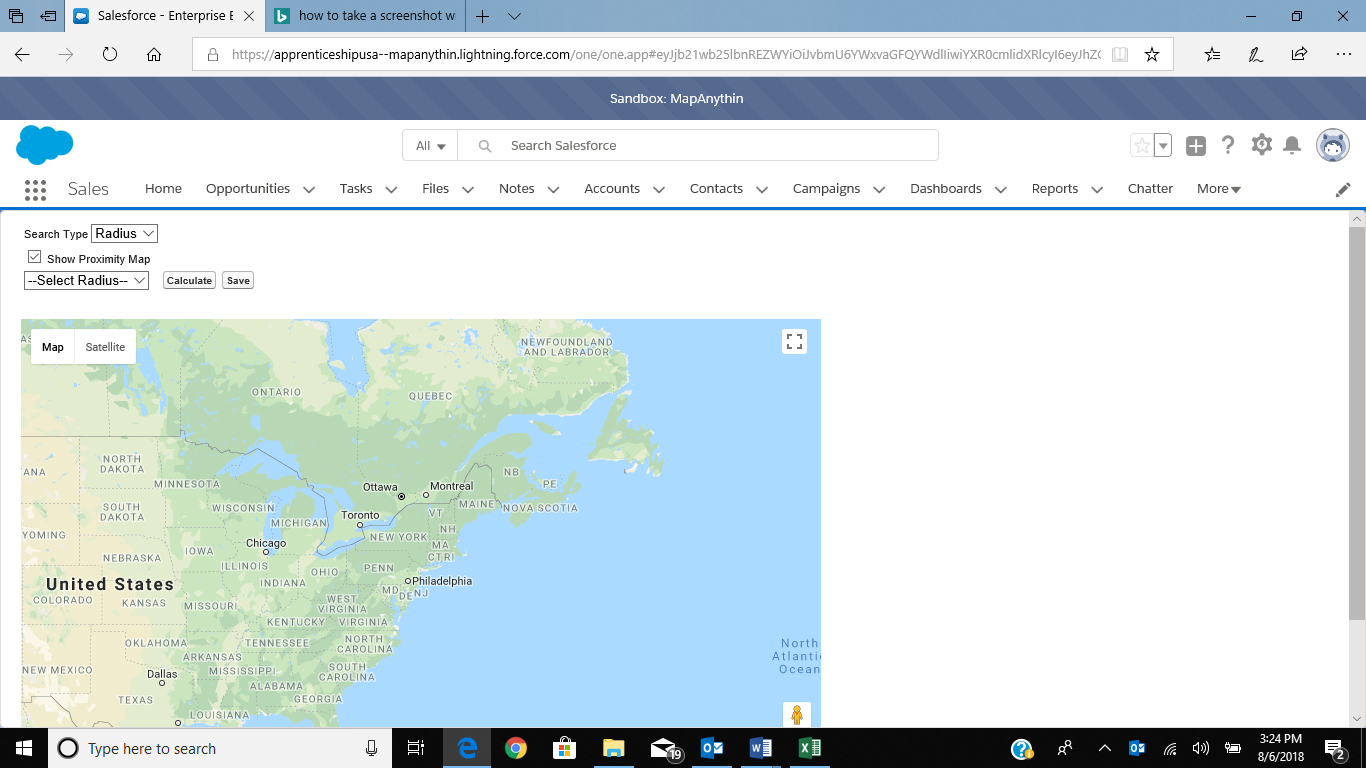 Salesforce - Enterprise E
how to take a screenshot w
https://apprenticeshipusa--mapanythin.lightning.force.com/one/one.app#eyJjb21wb25lbnREZWYiOiJvbmU6YWxvaGFQYWdlIiwiYXR0cmlidXRlcyI6eyJhZC
Sandbox: MapAnythin
All
Search Salesforce
Sales
Home Opportunities Tasks Files Notes Accounts Contacts Campaigns Dashboards Reports Chatter More
Search Type Radius
Show Proximity Map
--Select Radius-- Calculate Save
Map Satellite
NEWFOUNDLAND
AND LABRADOR
ONTARIO
QUEBEC
NORTH
DAKOTA
ANA
MINNESOTA
NB
PE
Ottawa
Montreal
SOUTH
DAKOTA
WISCONSIN
MICHIGAN
Toronto
VT
MAINE
NOVA SCOTIA
YOMING
NH
NEW YORK
MA
CT RI
Chicago
IOWA
NEBRASKA
ILLINOIS
INDIANA
OHIO
PENN
Philadelphia
United States
MD
DE NJ
COLORADO
KANSAS
MISSOURI
WEST
VIRGINIA
KENTUCKY
VIRGINIA
OKLAHOMA
TENNESSEE
NORTH
CAROLINA
ARKANSAS
North
Atlanti
Ocean
NEW MEXICO
Dallas
MISSISSIPPI
SOUTH
CAROLINA
ALABAMA
TEXAS
GEORGIA
LOUISIANA
Type here to search
19
3:24 PM
8/6/2018
2